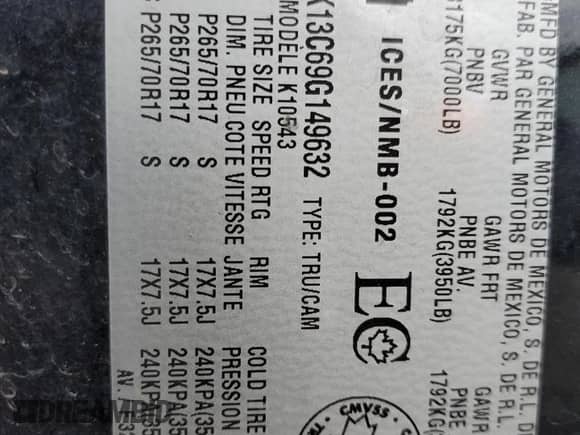 MFD BY GENERAL MOTORS DE MEXICO, S. DE R.L. D
FAB. PAR GENERAL MOTORS DE MEXICO, S. DE R.L.
GVWR GAWR FRT GAWR
PNBV PNBE AV. PNBE
3175KG(7000LB) 1792KG(3950LB) 1792KG(
ICES/NMB-002
CMVSS
K13C69G149632 TYPE: TRU/CAM
MODÈLE K10543
TIRE SIZE SPEED RTG RIM COLD TIRE
DIM. PNEU COTE VITESSE JANTE PRESSION
P265/70R17 S 17X7.5J 240KPA(35
P265/70R17 S 17X7.5J 240KPA(35
P265/70R17 S 17X7.5J 240KPA(35
AV.
DREAMBID